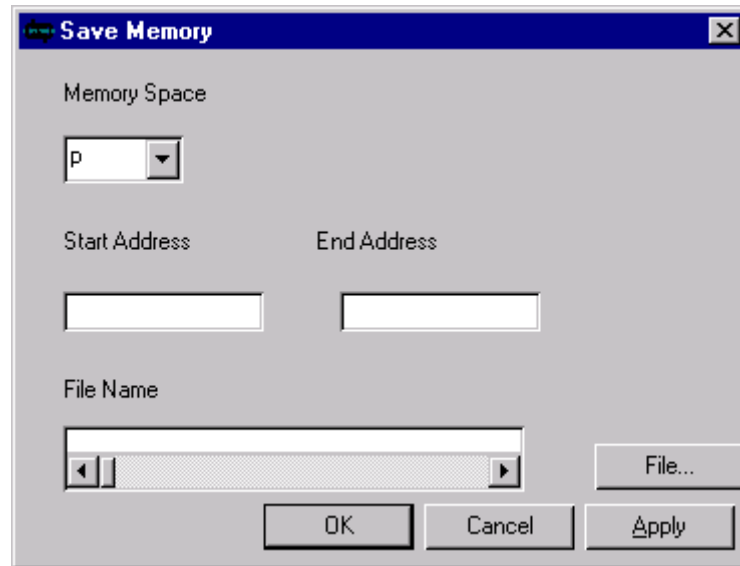 Save Memory
Memory Space
p
Start Address End Address
File Name
File...
OK Cancel Apply